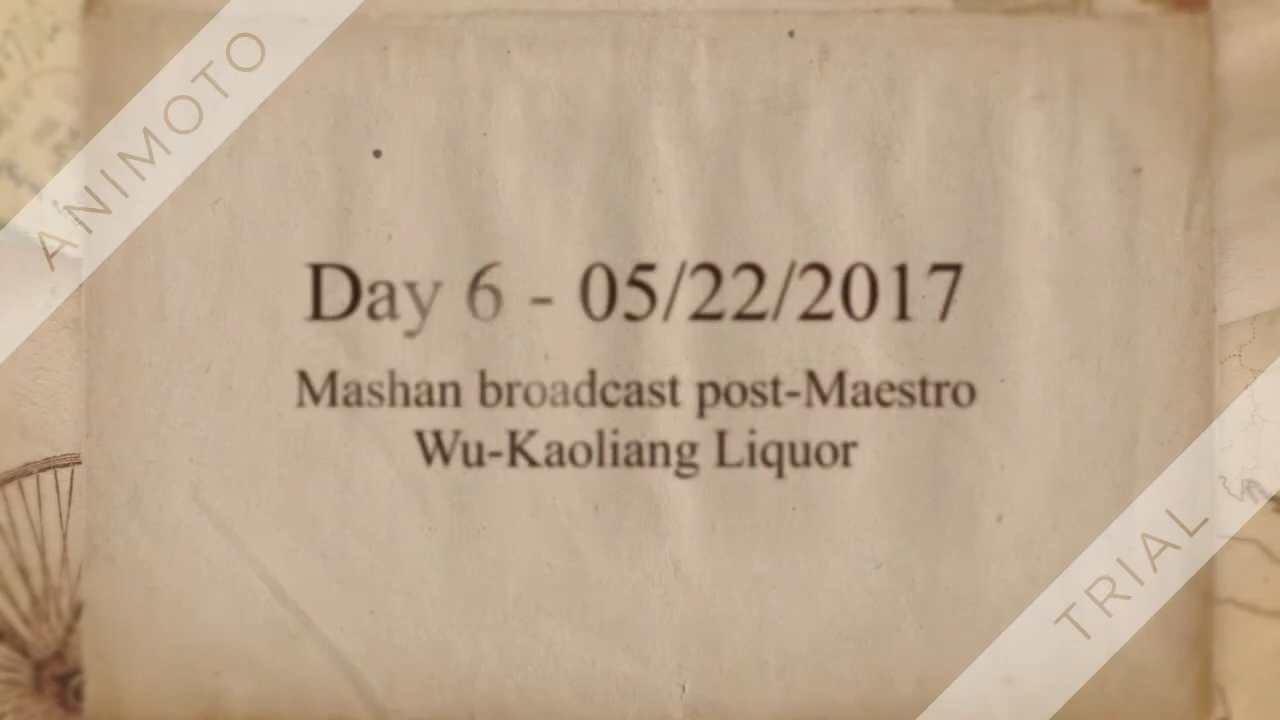 ANIMOTO
Day 6 - 05/22/2017
Mashan broadcast post-Maestro
Wu-Kaoliang Liquor
TRIAL